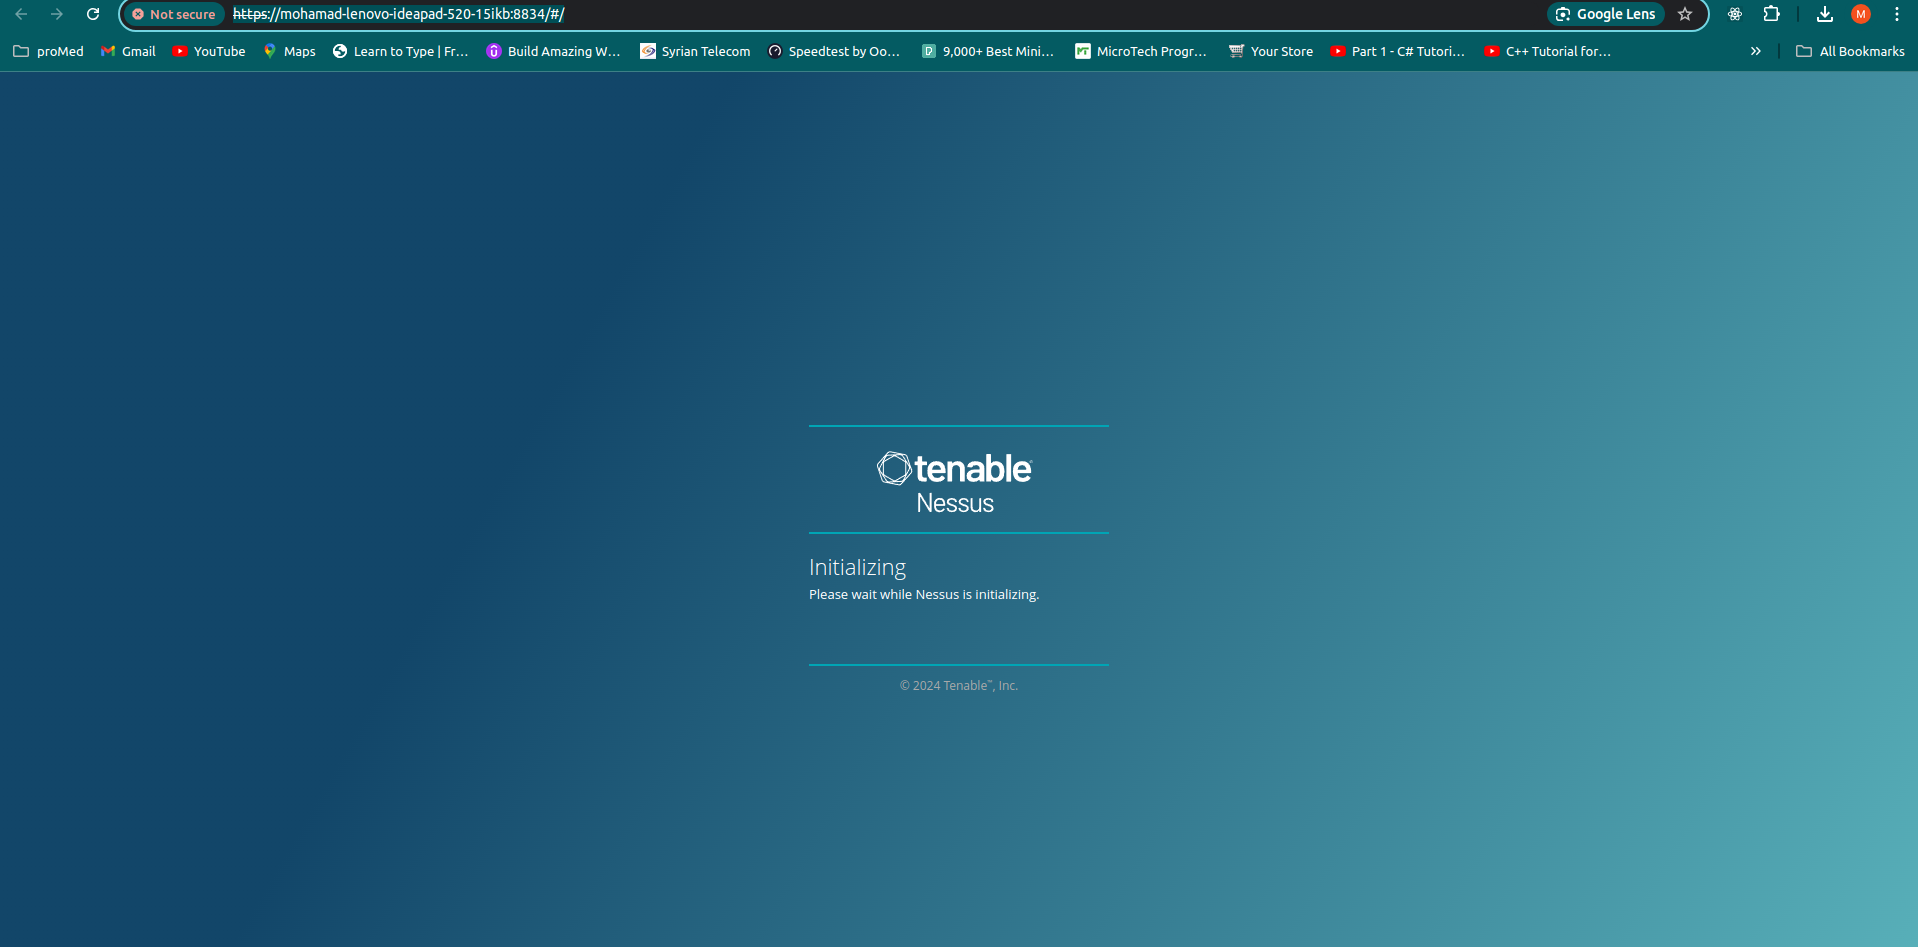 Not secure https://mohamad-lenovo-ideapad-520-15ikb:8834/#/ Google Lens M
proMed Gmail YouTube Maps Learn to Type | Fr... Build Amazing W... Syrian Telecom Speedtest by Oo... 9,000+ Best Mini... MicroTech Progr... Your Store Part 1 - C# Tutori... C++ Tutorial for... » All Bookmarks
tenable
Nessus
Initializing
Please wait while Nessus is initializing.
© 2024 Tenable™, Inc.